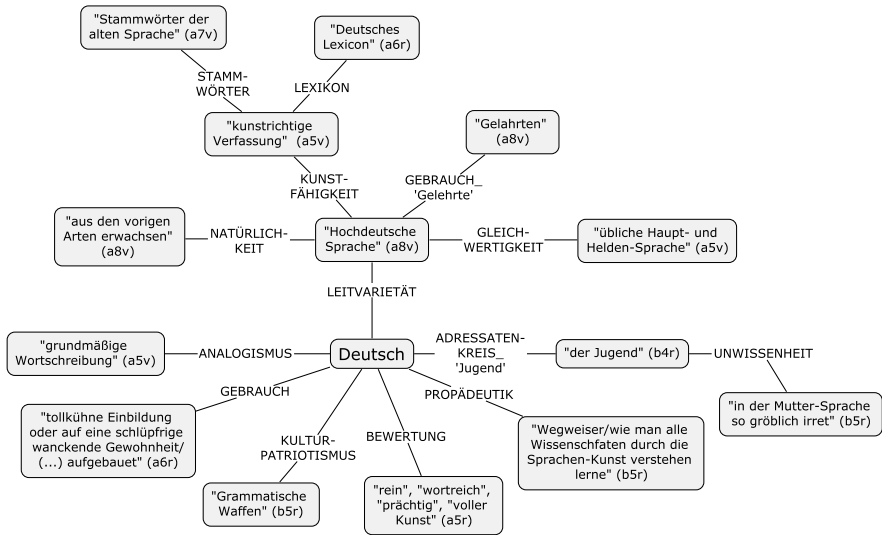 "Stammwörter der
alten Sprache" (a7v)
"Deutsches
Lexicon" (a6r)
STAMM-
WÖRTER
LEXIKON
"kunstrichtige
Verfassung" (a5v)
"Gelahrten"
(a8v)
KUNST-
FÄHIGKEIT
GEBRAUCH_
'Gelehrte'
"aus den vorigen
Arten erwachsen"
(a8v)
NATÜRLICH-
KEIT
"Hochdeutsche
Sprache" (a8v)
GLEICH-
WERTIGKEIT
"übliche Haupt- und
Helden-Sprache" (a5v)
LEITVARIETÄT
"grundmäßige
Wortschreibung" (a5v)
ANALOGISMUS
Deutsch
ADRESSATEN-
KREIS_
'Jugend'
"der Jugend" (b4r)
UNWISSENHEIT
"in der Mutter-Sprache
so gröblich irret" (b5r)
GEBRAUCH
"tollkühne Einbildung
oder auf eine schlüpfrige
wanckende Gewohnheit/
(...) aufgebauet" (a6r)
KULTUR-
PATRIOTISMUS
"Grammatische
Waffen" (b5r)
BEWERTUNG
"rein", "wortreich",
"prächtig", "voller
Kunst" (a5r)
PROPÄDEUTIK
"Wegweiser/wie man alle
Wissenschfaten durch die
Sprachen-Kunst verstehen
lerne" (b5r)